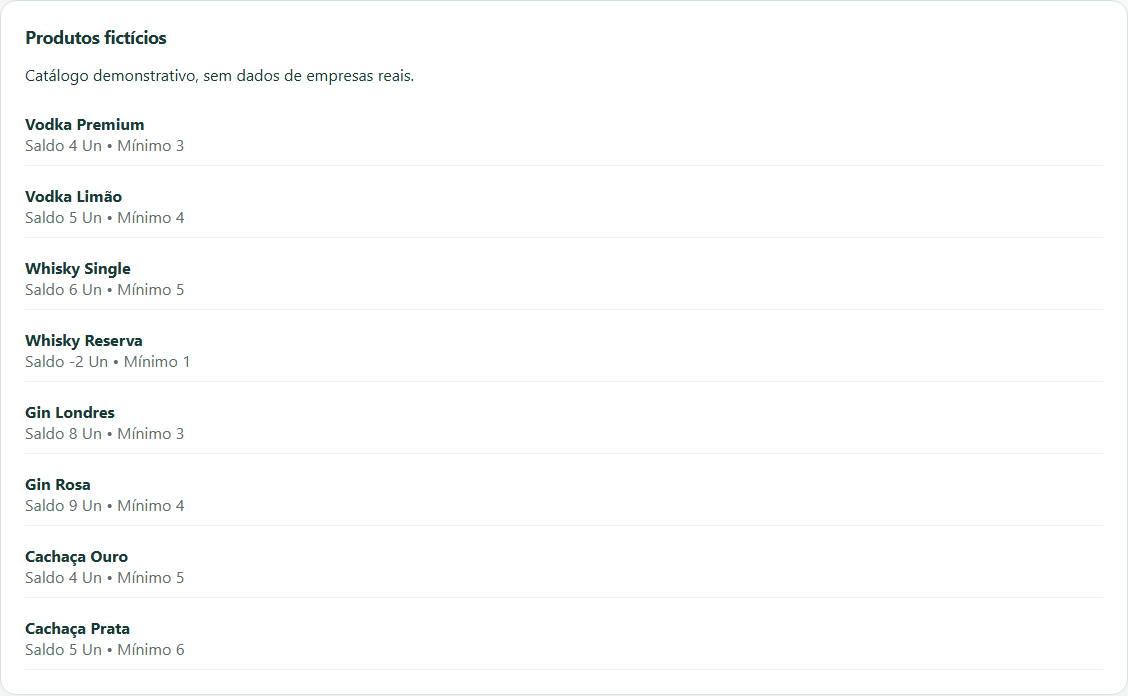 Produtos fictícios
Catálogo demonstrativo, sem dados de empresas reais.
Vodka Premium
Saldo 4 Un • Mínimo 3
Vodka Limão
Saldo 5 Un • Mínimo 4
Whisky Single
Saldo 6 Un • Mínimo 5
Whisky Reserva
Saldo -2 Un • Mínimo 1
Gin Londres
Saldo 8 Un • Mínimo 3
Gin Rosa
Saldo 9 Un • Mínimo 4
Cachaça Ouro
Saldo 4 Un • Mínimo 5
Cachaça Prata
Saldo 5 Un • Mínimo 6